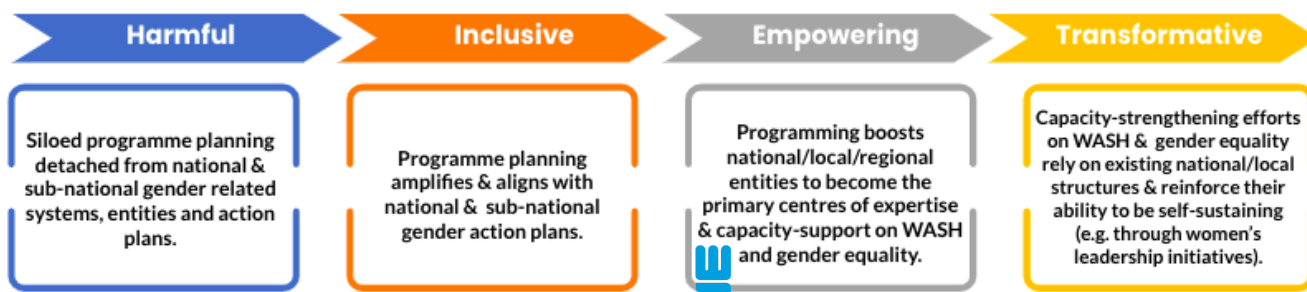 Harmful
Inclusive
Empowering
Transformative
Siloed programme planning
detached from national &
sub-national gender related
systems, entities and action
plans.
Programme planning
amplifies & aligns with
national & sub-national
gender action plans.
Programming boosts
national/local/regional
entities to become the
primary centres of expertise
& capacity-support on WASH
and gender equality.
Capacity-strengthening efforts
on WASH & gender equality
rely on existing national/local
structures & reinforce their
ability to be self-sustaining
(e.g. through women's
leadership initiatives).